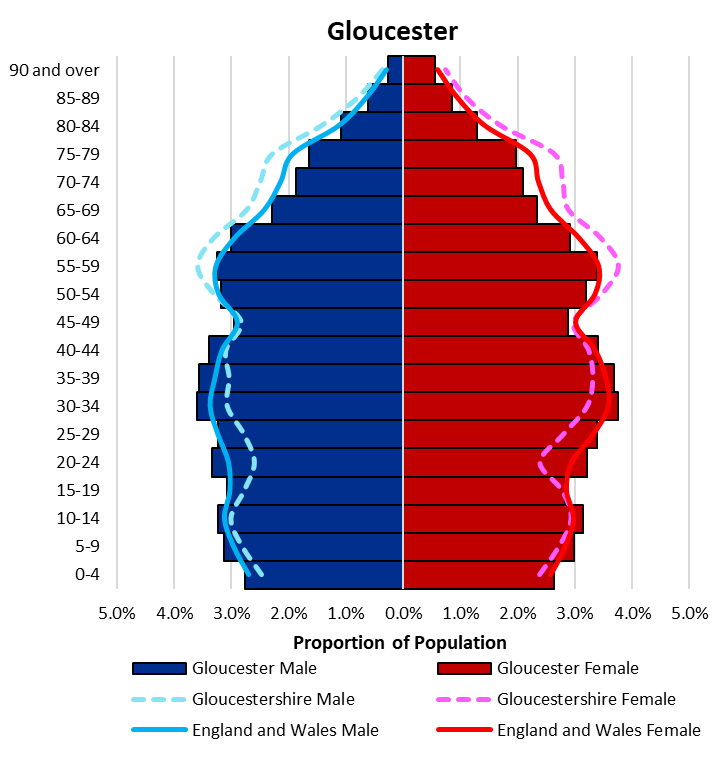 Gloucester
90 and over
85-89
80-84
75-79
70-74
65-69
60-64
55-59
50-54
45-49
40-44
35-39
30-34
25-29
20-24
15-19
10-14
5-9
0-4
5.0% 4.0% 3.0% 2.0% 1.0% 0.0% 1.0% 2.0% 3.0% 4.0% 5.0%
Proportion of Population
Gloucester Male Gloucester Female
Gloucestershire Male Gloucestershire Female
England and Wales Male England and Wales Female